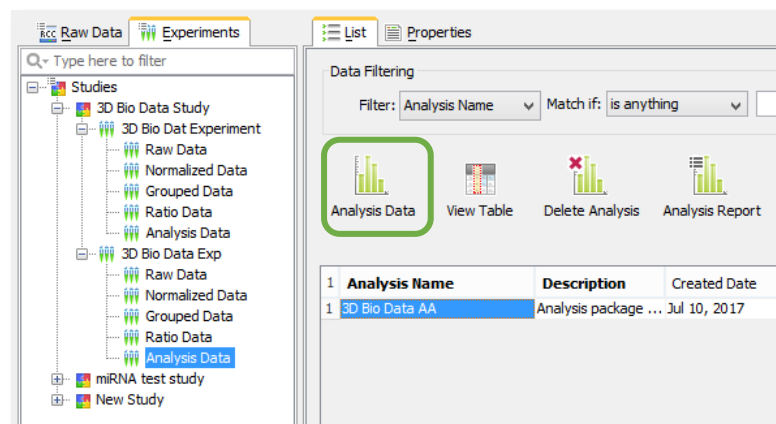 RCC Raw Data Experiments
Type here to filter
Studies
3D Bio Data Study
3D Bio Dat Experiment
Raw Data
Normalized Data
Grouped Data
Ratio Data
Analysis Data
3D Bio Data Exp
Raw Data
Normalized Data
Grouped Data
Ratio Data
Analysis Data
miRNA test study
New Study
List Properties
Data Filtering
Filter: Analysis Name Match if: is anything
Analysis Data View Table Delete Analysis Analysis Report
1 Analysis Name Description Created Date
1 3D Bio Data AA Analysis package ... Jul 10, 2017